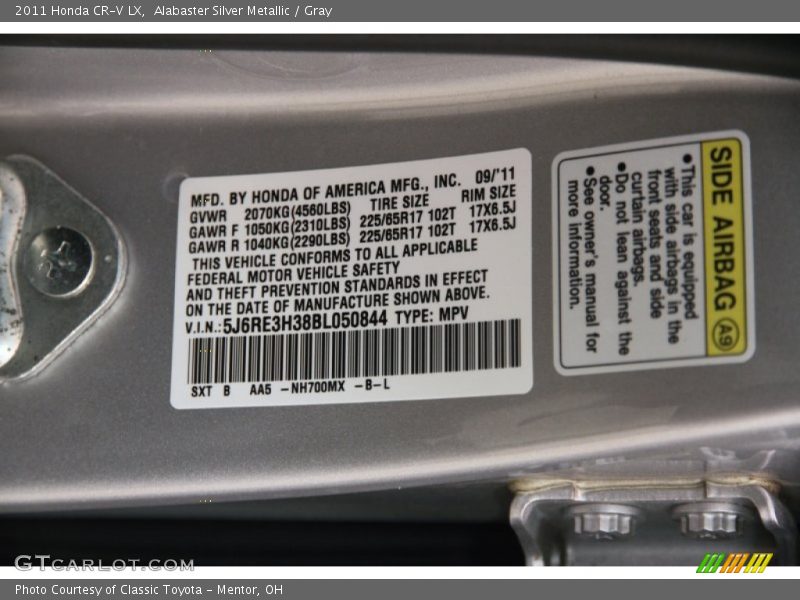 2011 Honda CR-V LX,  Alabaster Silver Metallic / Gray
MFD. BY HONDA OF AMERICA MFG., INC. 09/'11
GVWR 2070KG(4560LBS) TIRE SIZE RIM SIZE
GAWR F 1050KG(2310LBS) 225/65R17 102T 17X6.5J
GAWR R 1040KG(2290LBS) 225/65R17 102T 17X6.5J
THIS VEHICLE CONFORMS TO ALL APPLICABLE
FEDERAL MOTOR VEHICLE SAFETY
AND THEFT PREVENTION STANDARDS IN EFFECT
ON THE DATE OF MANUFACTURE SHOWN ABOVE.
V.I.N.: 5J6RE3H38BL050844 TYPE: MPV
SXT B AA5 -NH700MX -B-L
SIDE AIRBAG A9
•This car is equipped
with side airbags in the
front seats and side
curtain airbags.
•Do not lean against the
door.
•See owner's manual for
more information.
GTCARLOT.COM
Photo Courtesy of Classic Toyota - Mentor, OH